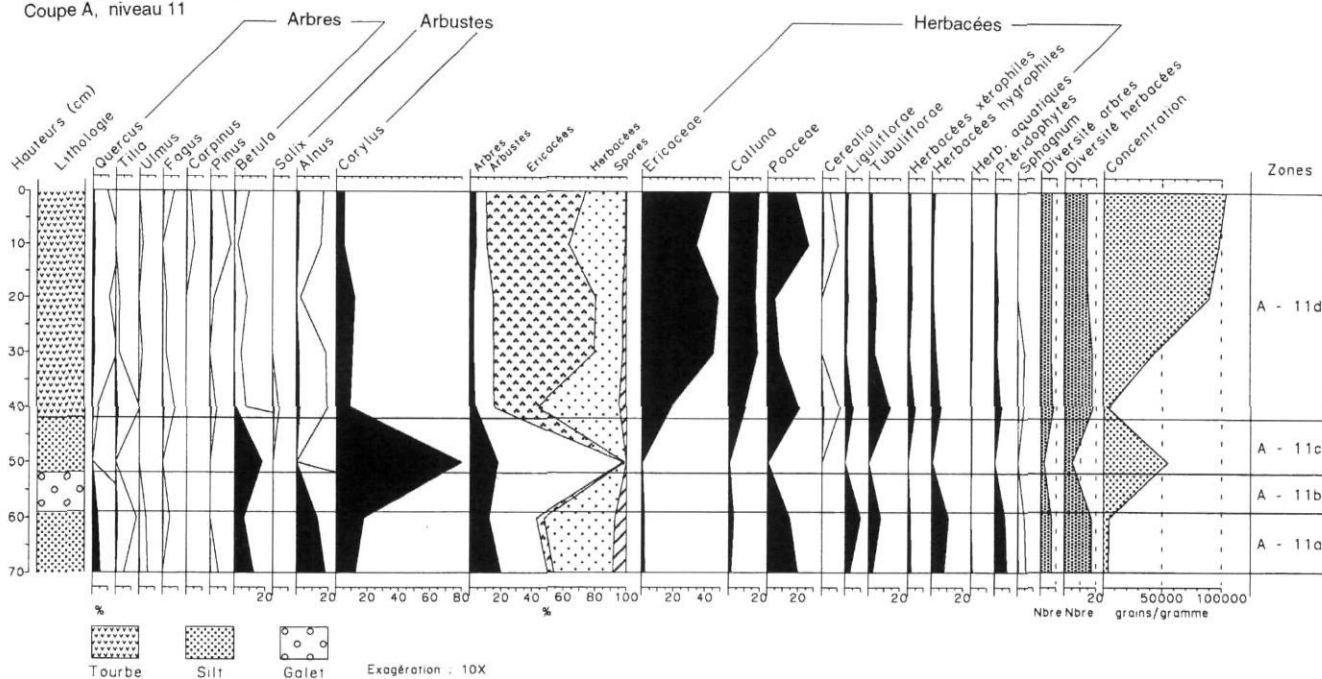 Coupe A, niveau 11
Arbres
Arbustes
Herbacées
Hauteurs (cm)
Lithologie
Quercus
Tilia
Ulmus
Fagus
Carpinus
Pinus
Betula
Salix
Alnus
Corylus
Arbres
Arbustes
Ericacées
Herbacées
Spores
Ericaceae
Calluna
Poaceae
Cerealia
Liguliflorae
Tubuliflorae
Herbacées xérophiles
Herbacées hygrophiles
Herb. aquatiques
Ptéridophytes
Sphagnum
Diversité arbres
Diversité herbacées
Concentration
Zones
0
10
20
30
40
50
60
70
A - 11d
A - 11c
A - 11b
A - 11a
% 20 20 20 40 60 80 20 40 60 80 100 20 40 20 20 20 20 20 50000 100000
% Nbre Nbre grains/gramme
Tourbe Silt Galet Exagération : 10X